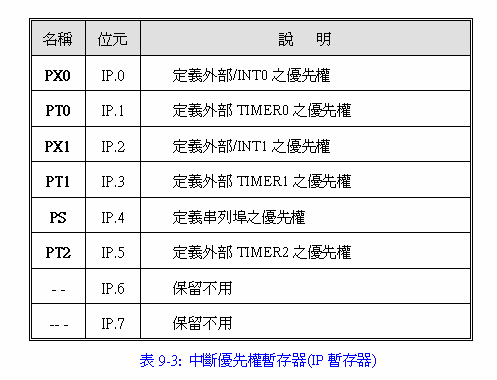 名稱 位元 說 明
PX0 IP.0 定義外部/INT0 之優先權
PT0 IP.1 定義外部 TIMER0 之優先權
PX1 IP.2 定義外部/INT1 之優先權
PT1 IP.3 定義外部 TIMER1 之優先權
PS IP.4 定義串列埠之優先權
PT2 IP.5 定義外部 TIMER2 之優先權
- - IP.6 保留不用
-- - IP.7 保留不用
表 9-3: 中斷優先權暫存器(IP 暫存器)